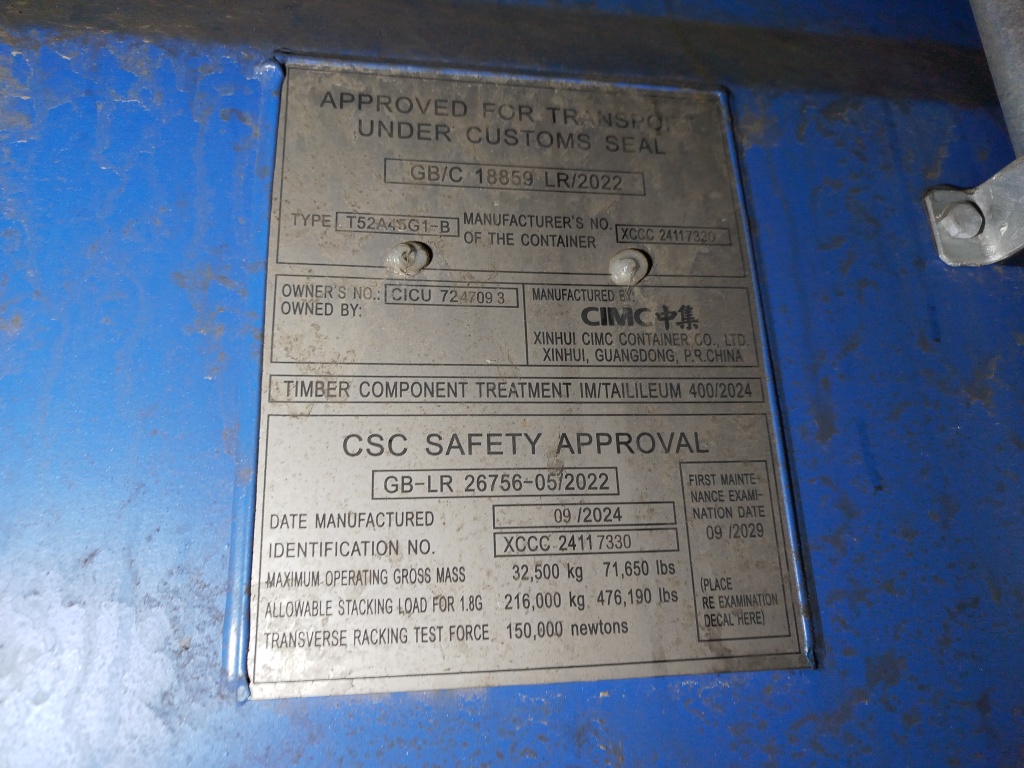 APPROVED FOR TRANSPORT
UNDER CUSTOMS SEAL
GB/C 18859 LR/2022
TYPE T52A45G1-B MANUFACTURER'S NO.
OF THE CONTAINER XCCC 24117330
OWNER'S NO.: CICU 724709 3
OWNED BY:
MANUFACTURED BY:
CIMC 中集
XINHUI CIMC CONTAINER CO., LTD.
XINHUI, GUANGDONG, P.R.CHINA
TIMBER COMPONENT TREATMENT IM/TAILILEUM 400/2024
CSC SAFETY APPROVAL
GB-LR 26756-05/2022
DATE MANUFACTURED 09 /2024
IDENTIFICATION NO. XCCC 24117330
MAXIMUM OPERATING GROSS MASS 32,500 kg 71,650 lbs
ALLOWABLE STACKING LOAD FOR 1.8G 216,000 kg 476,190 lbs
TRANSVERSE RACKING TEST FORCE 150,000 newtons
FIRST MAINTE-
NANCE EXAMI-
NATION DATE
09 /2029
(PLACE
RE EXAMINATION
DECAL HERE)